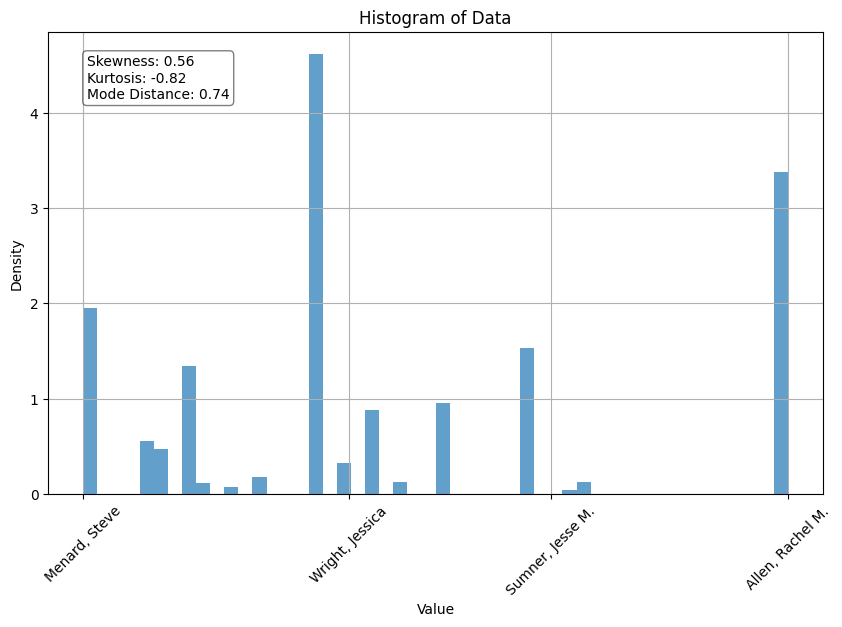 Histogram of Data
Skewness: 0.56
Kurtosis: -0.82
Mode Distance: 0.74
4
3
2
1
0
Density
Menard, Steve
Wright, Jessica
Sumner, Jesse M.
Allen, Rachel M.
Value